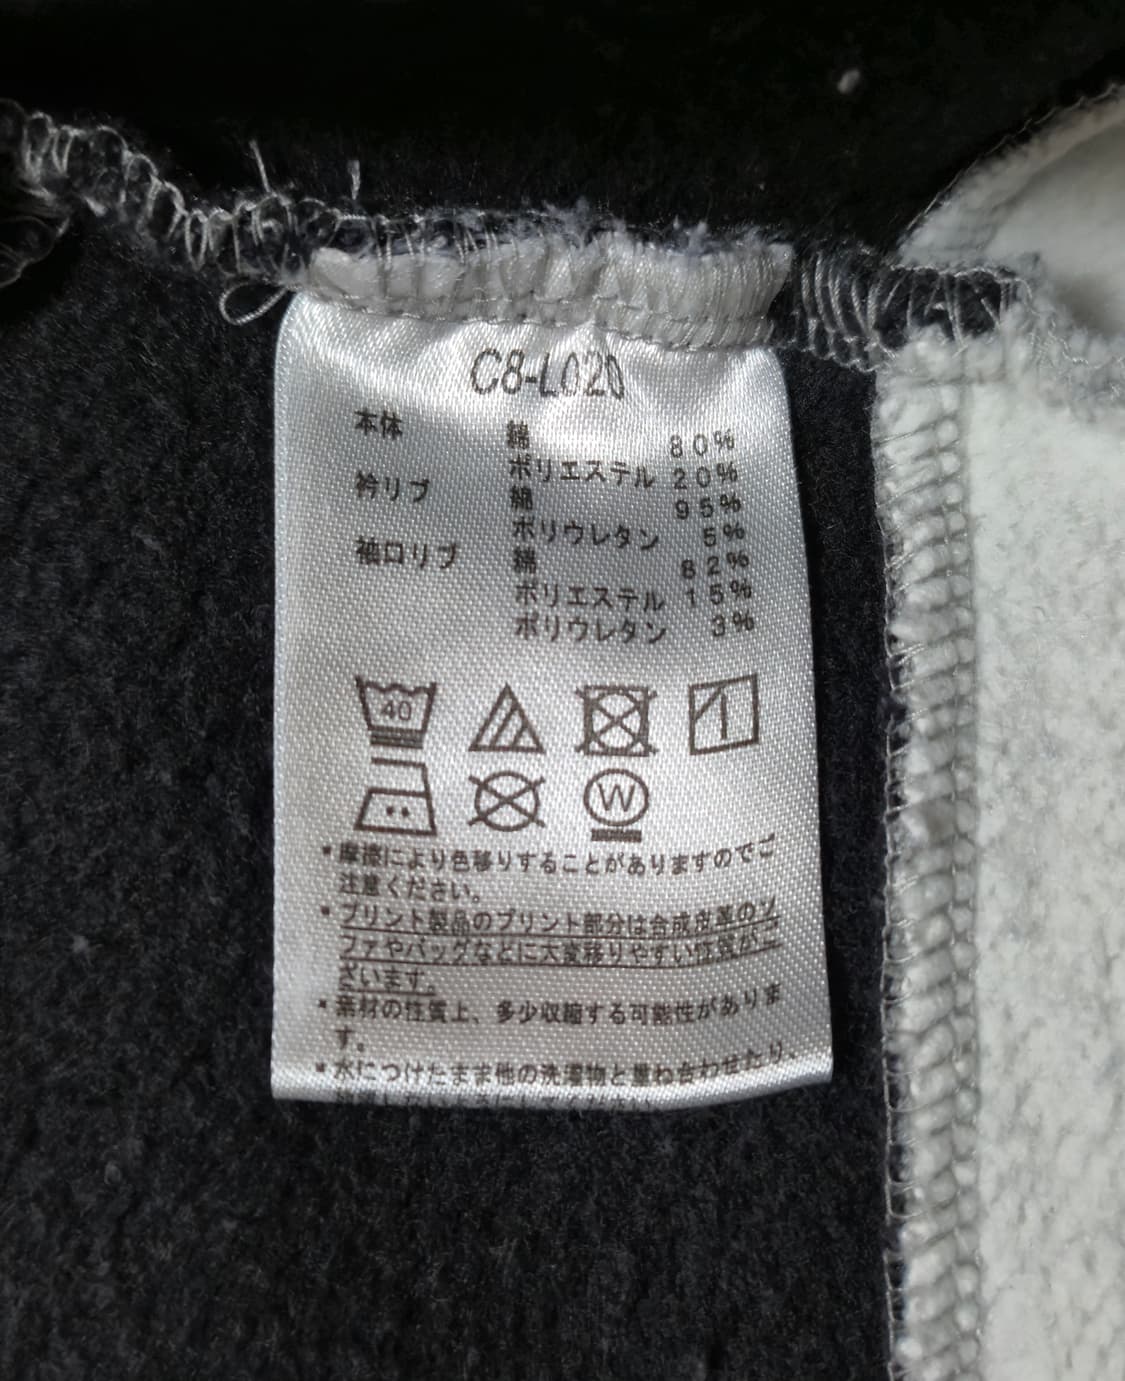 C8-L020
本体 綿 80%
ポリエステル 20%
衿リブ 綿 95%
ポリウレタン 5%
袖口リブ 綿 82%
ポリエステル 15%
ポリウレタン 3%
40
W
*摩擦により色移りすることがありますのでご
注意ください。
*プリント製品のプリント部分は合成皮革のソ
ファやバッグなどに大変移りやすい性質がご
ざいます。
*素材の性質上、多少収縮する可能性がありま
す。
*水につけたまま他の洗濯物と重ね合わせたり、